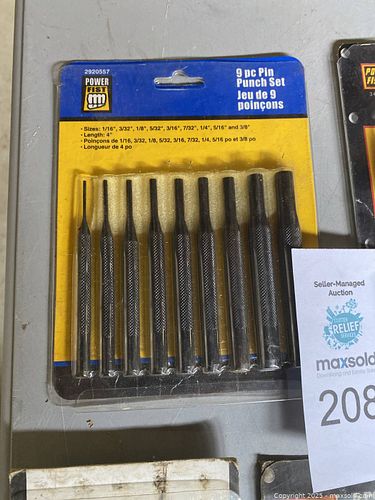 2920557
POWER
FIST
9 pc Pin
Punch Set
Jeu de 9
poinçons
• Sizes: 1/16", 3/32", 1/8", 5/32", 3/16", 7/32", 1/4", 5/16" and 3/8"
• Length: 4"
• Poinçons de 1/16, 3/32, 1/8, 5/32, 3/16, 7/32, 1/4, 5/16 po et 3/8 po
• Longueur de 4 po
Seller-Managed
Auction
RELIEF
maxsold
208
Copyright 2025 - maxsold.com